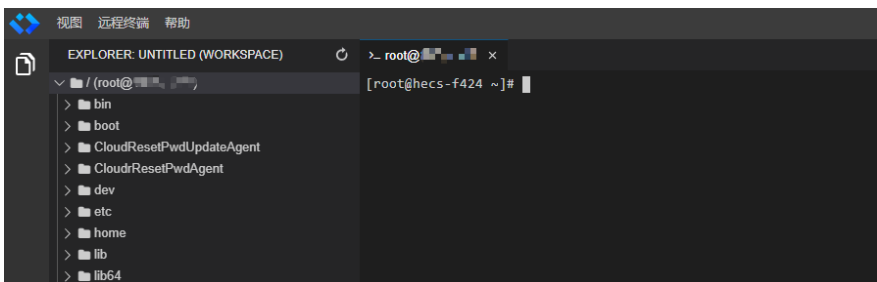 视图 远程终端 帮助
EXPLORER: UNTITLED (WORKSPACE)
>_ root@
/ (root@
[root@hecs-f424 ~]#
bin
boot
CloudResetPwdUpdateAgent
CloudrResetPwdAgent
dev
etc
home
lib
lib64